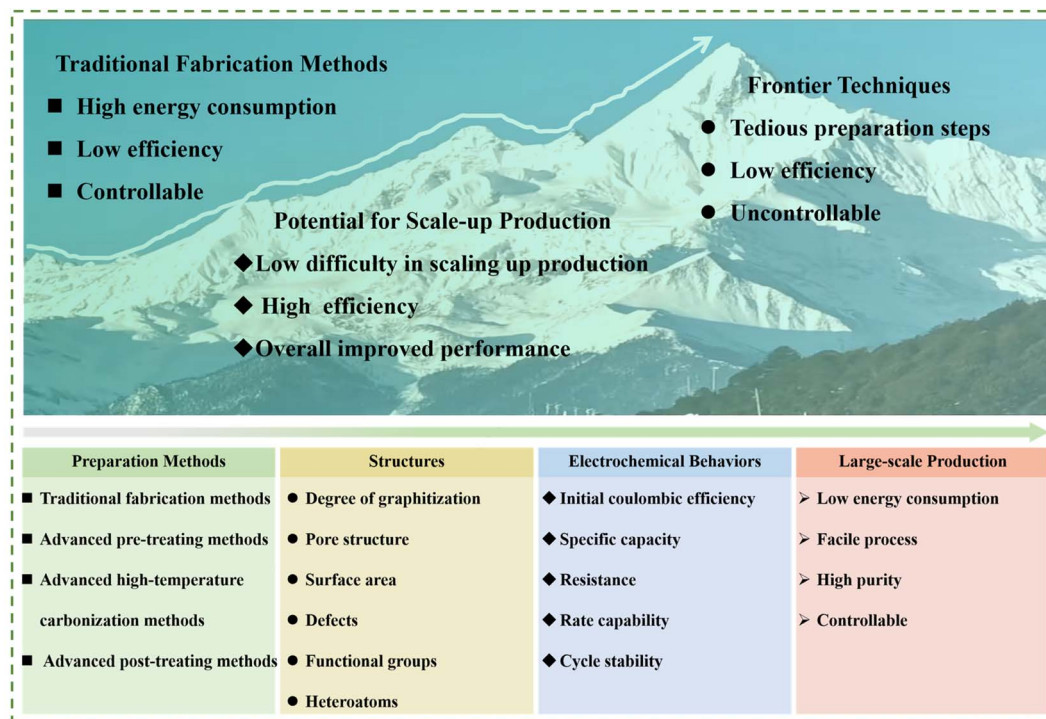 Traditional Fabrication Methods
■ High energy consumption
■ Low efficiency
■ Controllable
Frontier Techniques
● Tedious preparation steps
● Low efficiency
● Uncontrollable
Potential for Scale-up Production
◆Low difficulty in scaling up production
◆ High efficiency
◆Overall improved performance
Preparation Methods
■ Traditional fabrication methods
■ Advanced pre-treating methods
■ Advanced high-temperature
carbonization methods
■ Advanced post-treating methods
Structures
● Degree of graphitization
● Pore structure
● Surface area
● Defects
● Functional groups
● Heteroatoms
Electrochemical Behaviors
◆ Initial coulombic efficiency
◆ Specific capacity
◆ Resistance
◆ Rate capability
◆ Cycle stability
Large-scale Production
➢ Low energy consumption
➢ Facile process
➢ High purity
➢ Controllable